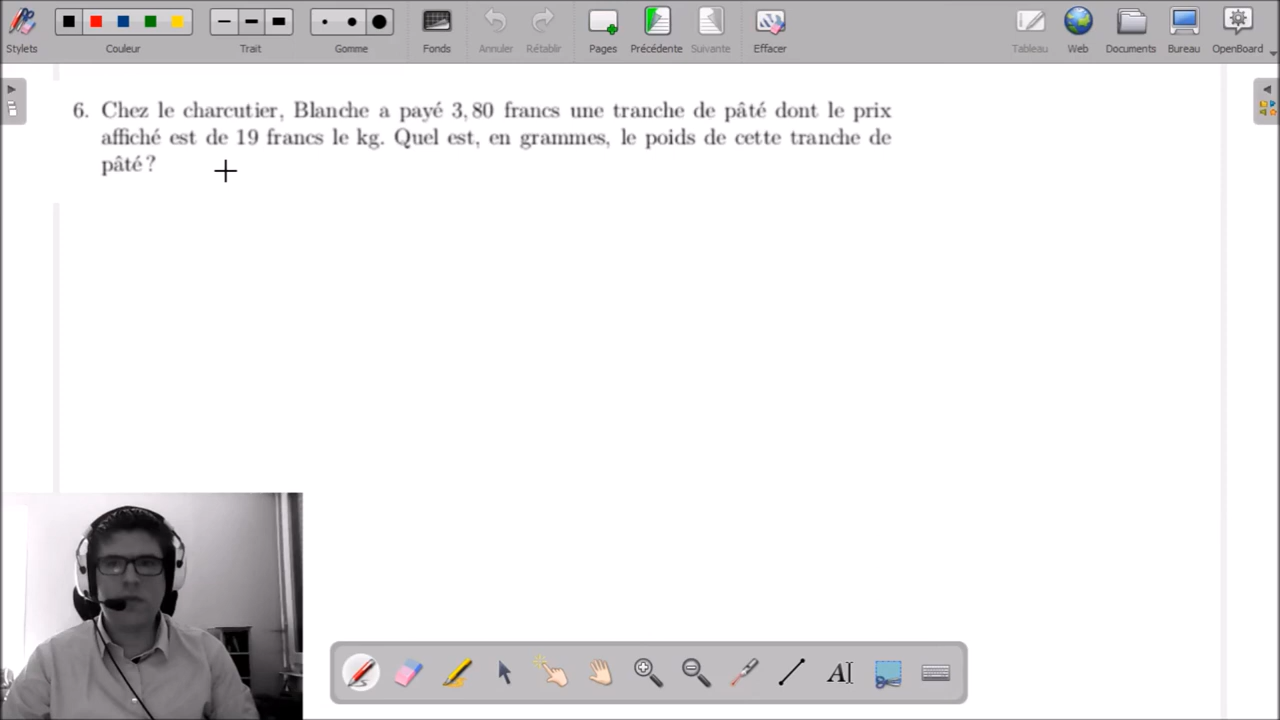 Stylets
Couleur
Trait
Gomme
Fonds
Annuler
Rétablir
Pages
Précédente
Suivante
Effacer
Tableau
Web
Documents
Bureau
OpenBoard
6. Chez le charcutier, Blanche a payé 3,80 francs une tranche de pâté dont le prix
affiché est de 19 francs le kg. Quel est, en grammes, le poids de cette tranche de
pâté ?